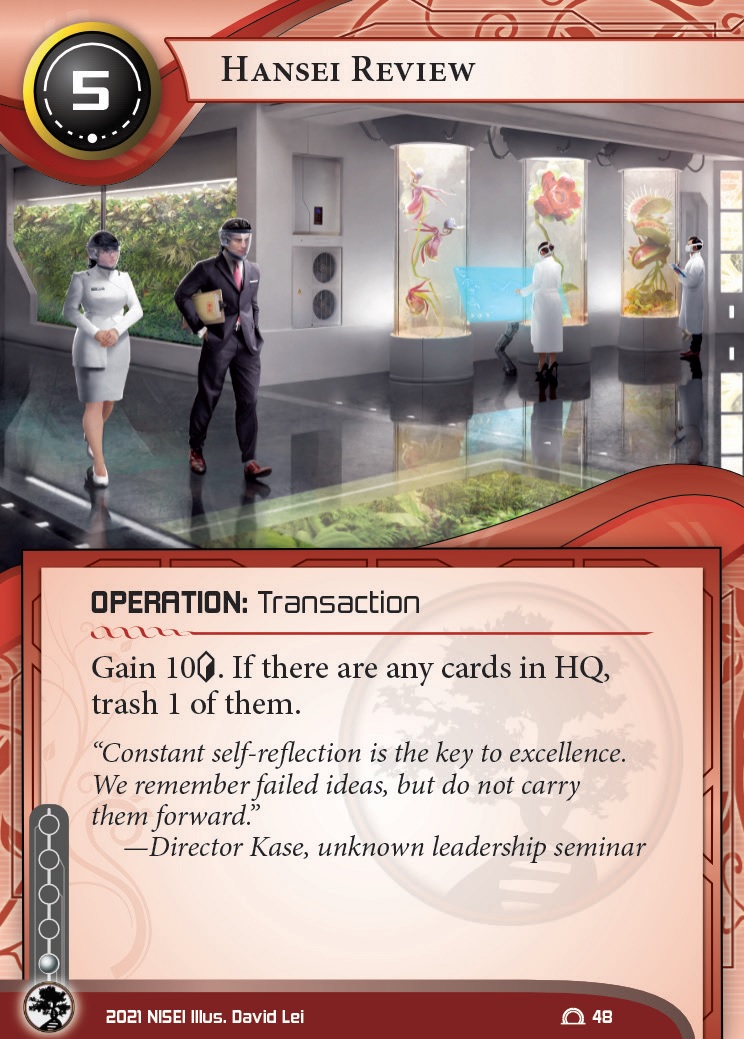 5
Hansei Review
OPERATION: Transaction
Gain 10. If there are any cards in HQ,
trash 1 of them.
“Constant self-reflection is the key to excellence.
We remember failed ideas, but do not carry
them forward.”
—Director Kase, unknown leadership seminar
2021 NISEI Illus. David Lei
48